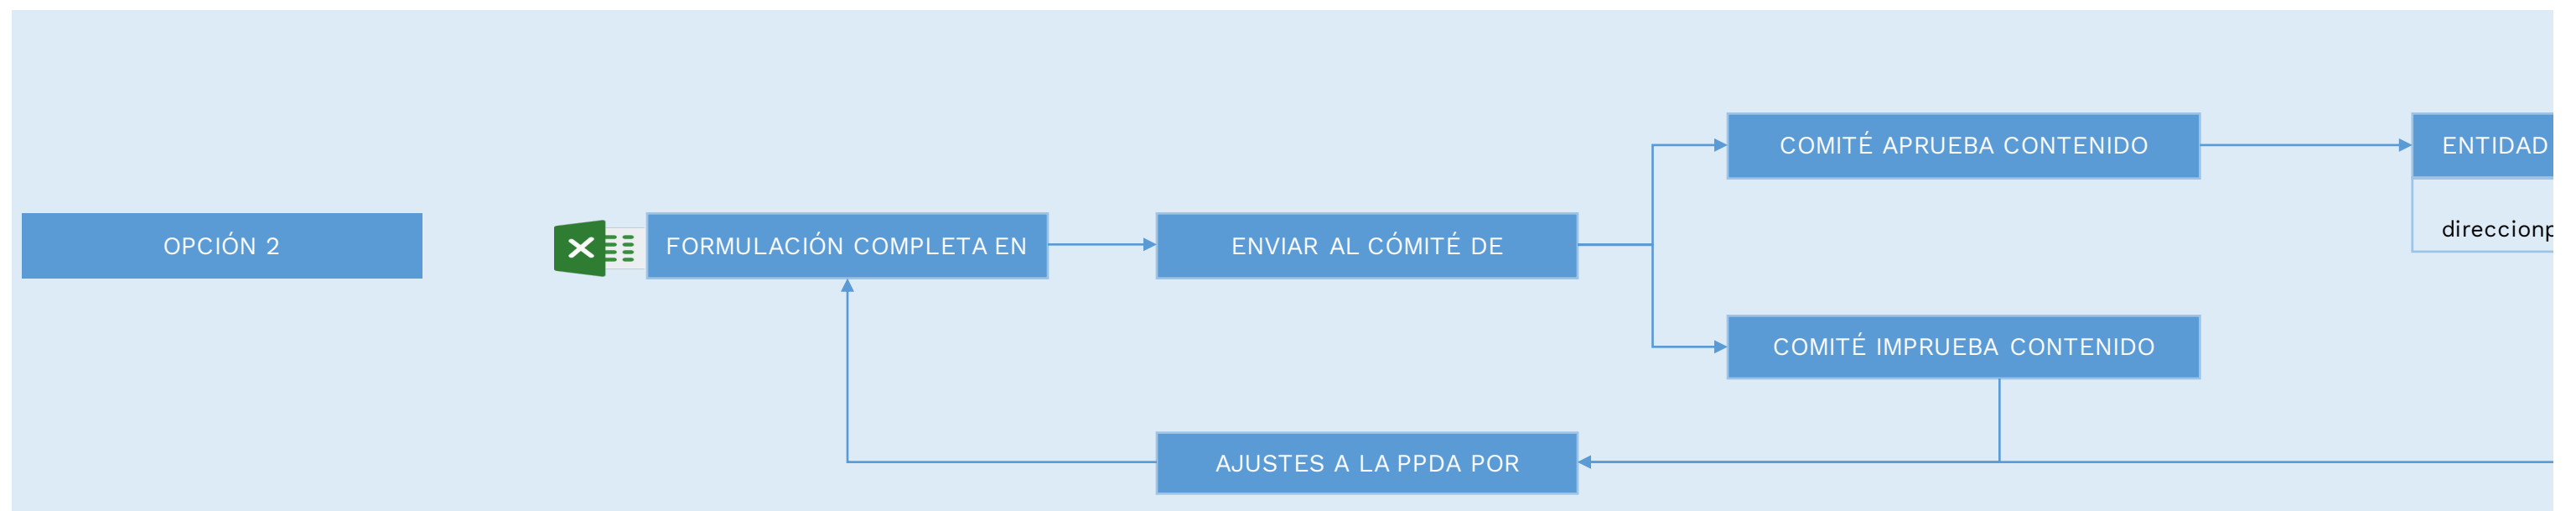 OPCIÓN 2
FORMULACIÓN COMPLETA EN
ENVIAR AL CÓMITÉ DE
COMITÉ APRUEBA CONTENIDO
ENTIDAD
COMITÉ IMPRUEBA CONTENIDO
AJUSTES A LA PPDA POR